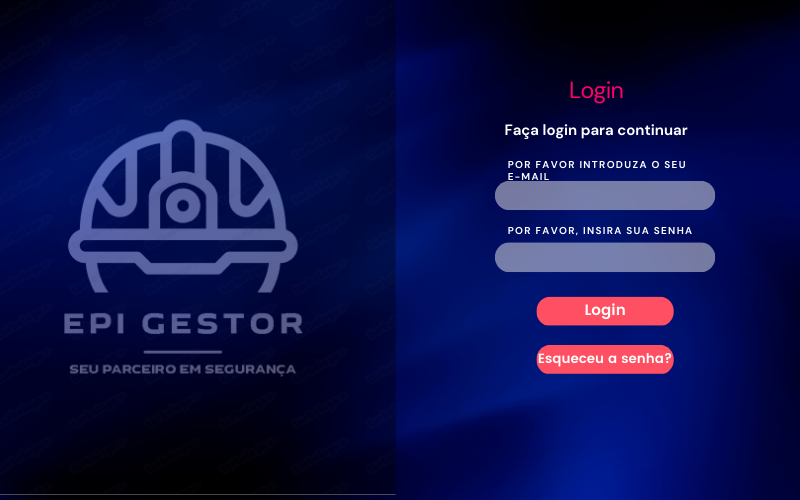 EPI GESTOR
SEU PARCEIRO EM SEGURANÇA
Login
Faça login para continuar
POR FAVOR INTRODUZA O SEU
E-MAIL
POR FAVOR, INSIRA SUA SENHA
Login
Esqueceu a senha?